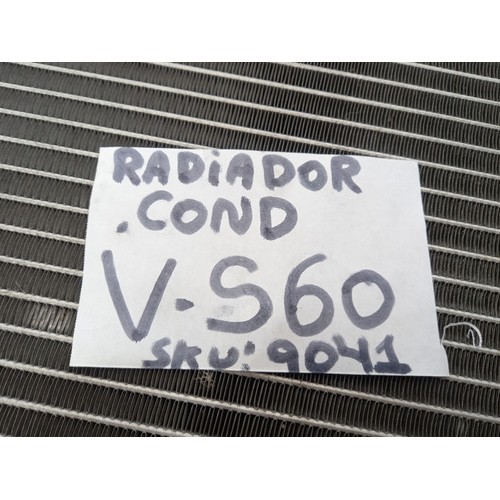 RADiADOR
.COND
V-S60
SKU: 9041